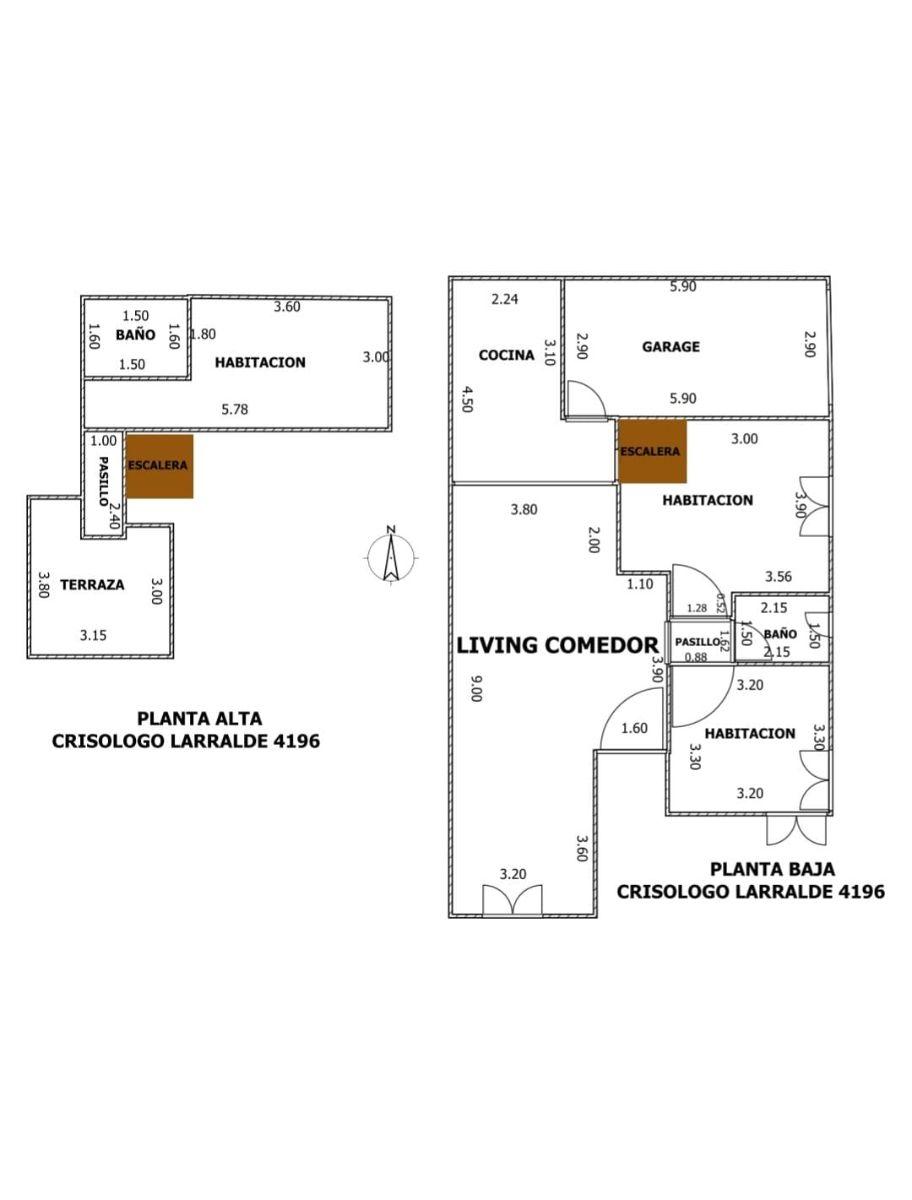 3.60
1.50
1.60
BAÑO
1.60
1.80
1.50
HABITACION
3.00
5.78
1.00
PASILLO
ESCALERA
2.40
3.80
TERRAZA
3.00
3.15
PLANTA ALTA
CRISOLOGO LARRALDE 4196
N
5.90
2.24
COCINA
3.10
2.90
GARAGE
2.90
4.50
5.90
ESCALERA
3.00
HABITACION
3.90
3.80
2.00
1.10
3.56
1.28
0.52
2.15
LIVING COMEDOR
PASILLO
1.62
1.50
BAÑO
1.50
0.88
2.15
3.90
9.00
3.20
1.60
HABITACION
3.30
3.30
3.20
3.60
3.20
PLANTA BAJA
CRISOLOGO LARRALDE 4196